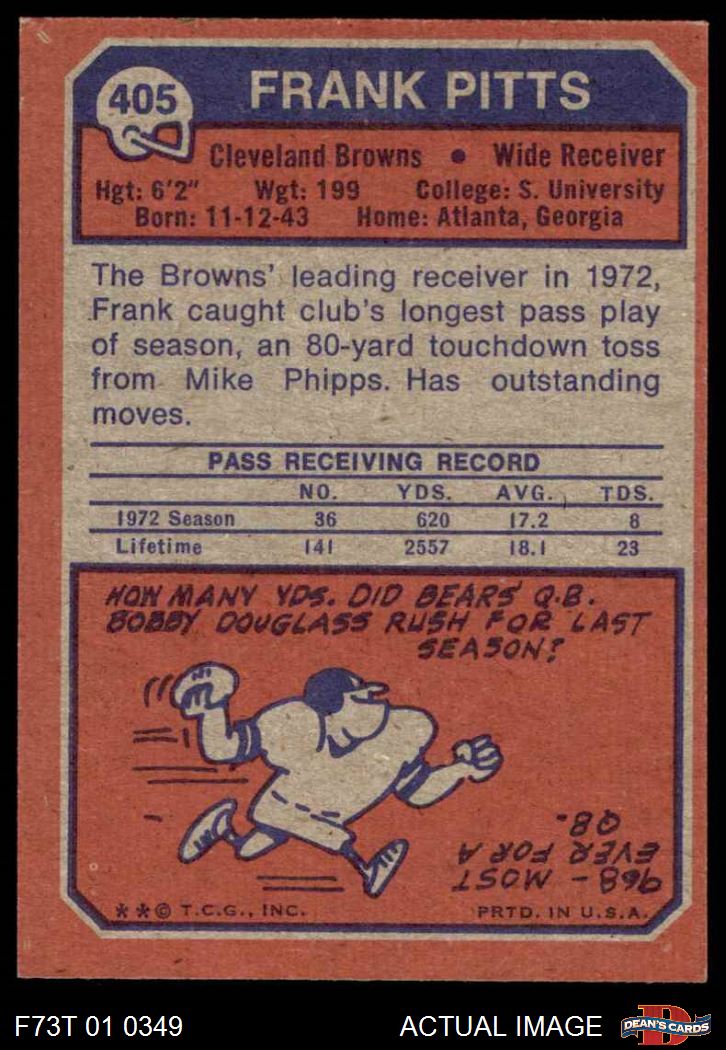 405
FRANK PITTS
Cleveland Browns • Wide Receiver
Hgt: 6'2" Wgt: 199 College: S. University
Born: 11-12-43 Home: Atlanta, Georgia
The Browns' leading receiver in 1972,
Frank caught club's longest pass play
of season, an 80-yard touchdown toss
from Mike Phipps. Has outstanding
moves.
PASS RECEIVING RECORD
NO. YDS. AVG. TDS.
1972 Season 36 620 17.2 8
Lifetime 141 2557 18.1 23
HOW MANY YDS. DID BEARS' Q.B.
BOBBY DOUGLASS RUSH FOR LAST
SEASON?
968 - MOST
EVER FOR A
QB.
**© T.C.G., INC. PRTD. IN U.S.A.
F73T 01 0349 ACTUAL IMAGE
D
DEAN'S CARDS